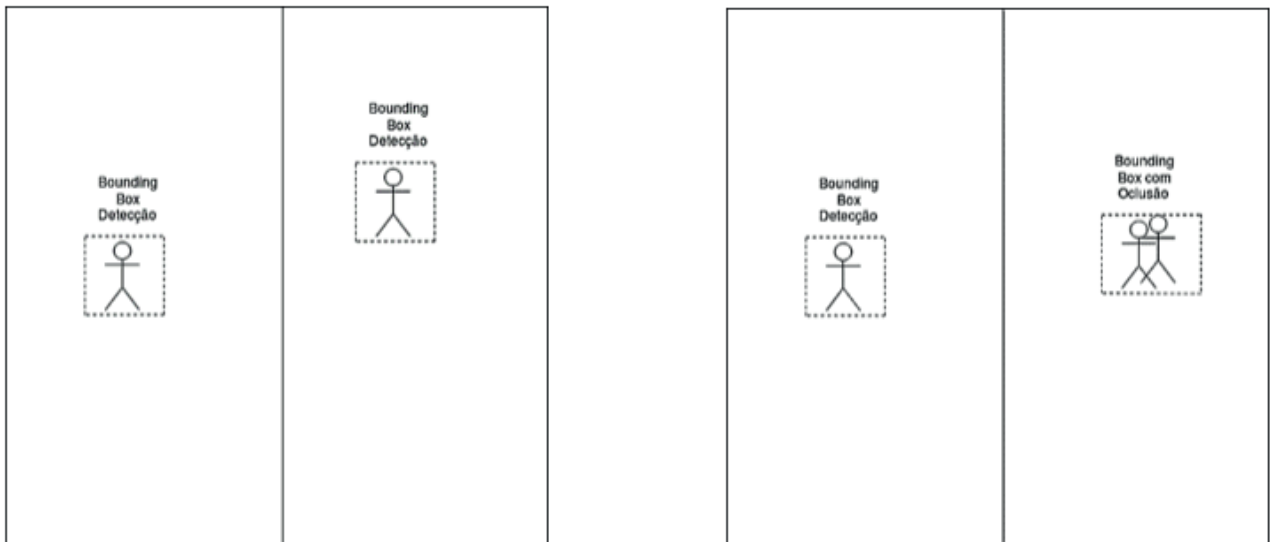 Bounding
Box
Detecção
Bounding
Box
Detecção
Bounding
Box
Detecção
Bounding
Box com
Oclusão